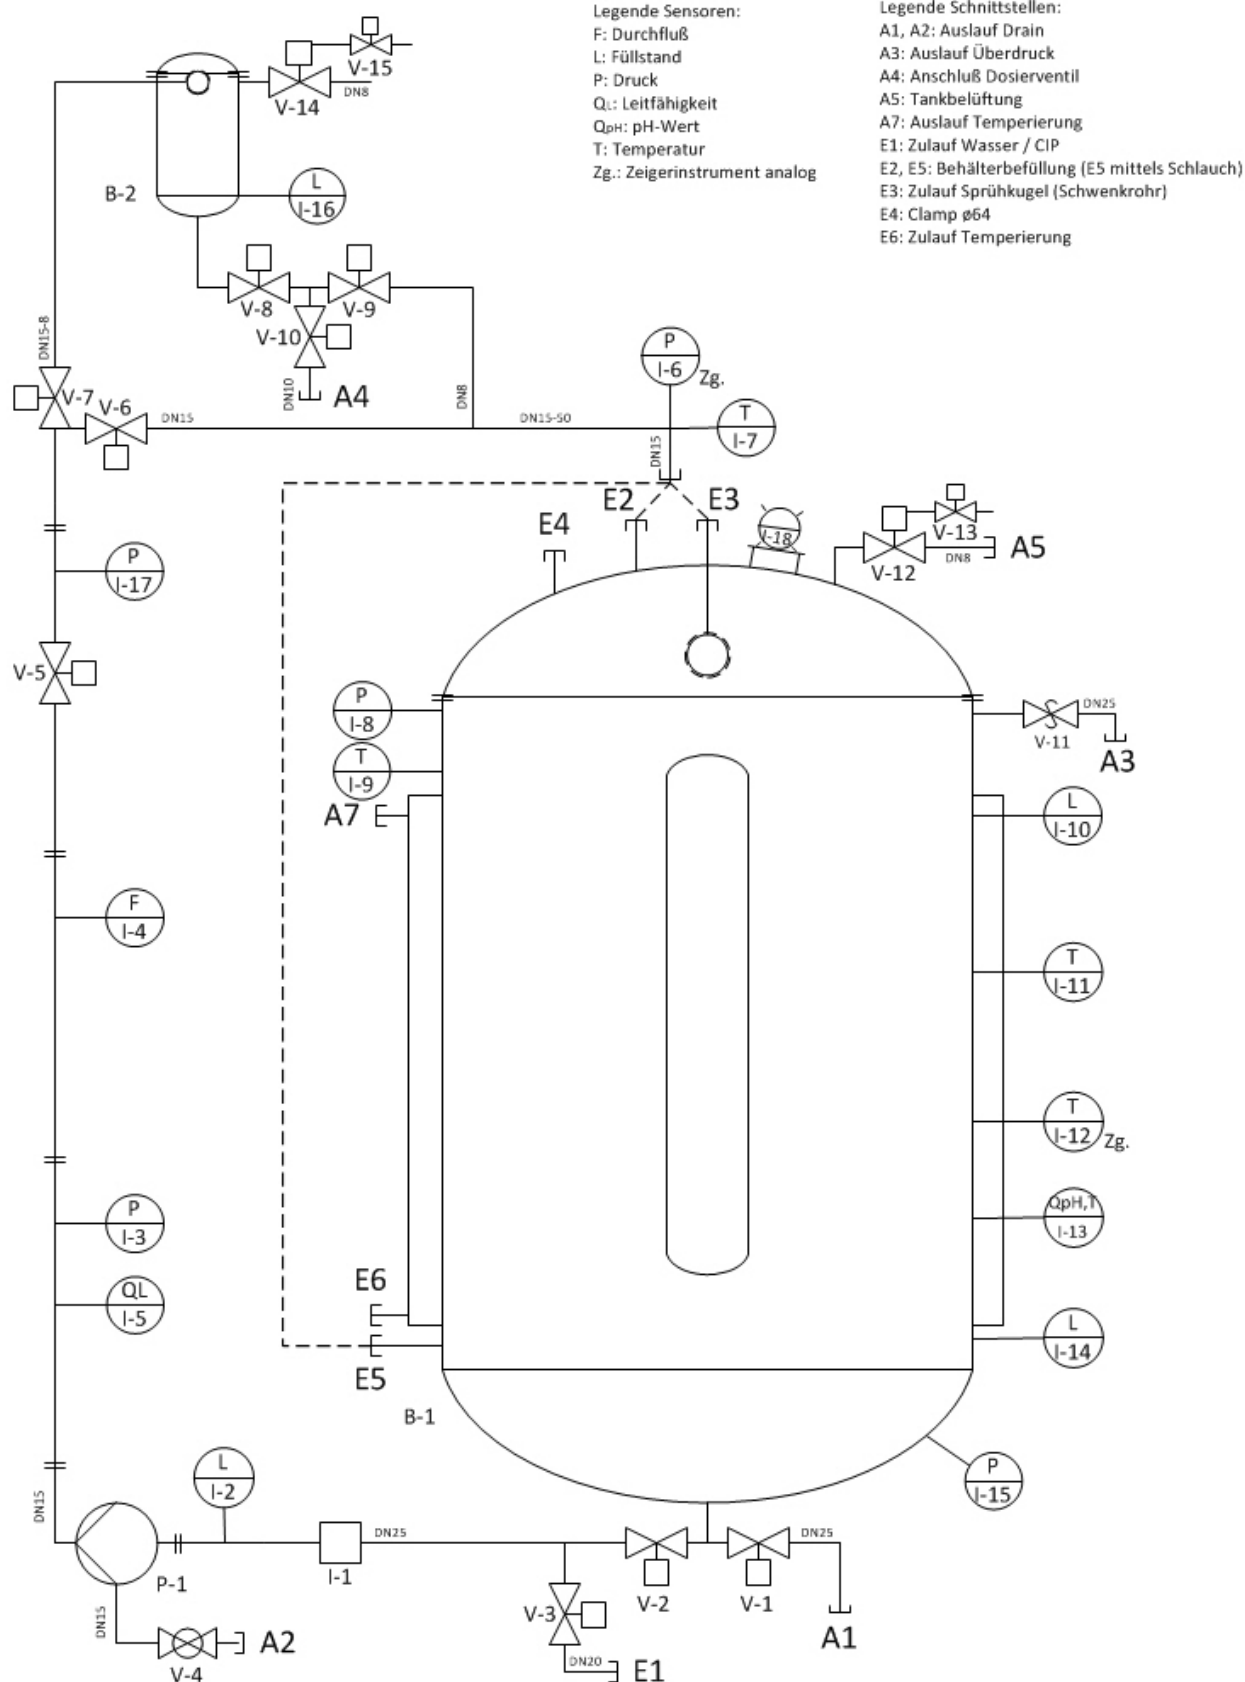 Legende Sensoren:
F: Durchfluß
L: Füllstand
P: Druck
QL: Leitfähigkeit
QpH: pH-Wert
T: Temperatur
Zg.: Zeigerinstrument analog
Legende Schnittstellen:
A1, A2: Auslauf Drain
A3: Auslauf Überdruck
A4: Anschluß Dosierventil
A5: Tankbelüftung
A7: Auslauf Temperierung
E1: Zulauf Wasser / CIP
E2, E5: Behälterbefüllung (E5 mittels Schlauch)
E3: Zulauf Sprühkugel (Schwenkrohr)
E4: Clamp ø64
E6: Zulauf Temperierung
V-15
V-14
DN8
B-2
L
I-16
V-8
V-9
V-10
DN10
A4
DN15-8
V-7
V-6
DN15
DN8
DN15-50
P
I-6
Zg.
T
I-7
DN15
E2
E3
E4
I-18
V-13
V-12
DN8
A5
P
I-17
V-5
P
I-8
T
I-9
A7
DN25
V-11
A3
L
I-10
F
I-4
T
I-11
T
I-12
Zg.
P
I-3
QpH,T
I-13
QL
I-5
E6
E5
L
I-14
B-1
P
I-15
L
I-2
DN15
P-1
I-1
DN25
V-2
V-1
DN25
A1
V-3
DN20
E1
DN15
V-4
A2